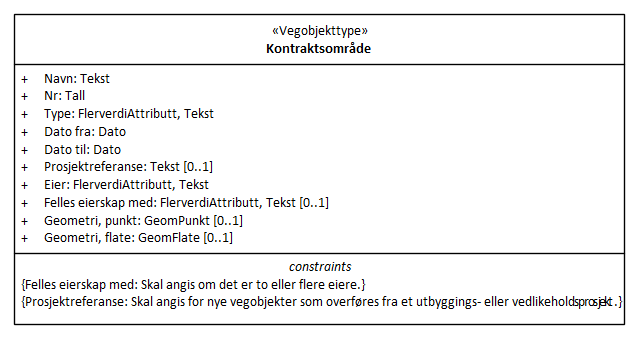 «Vegobjekttype»
Kontraktsområde
+ Navn: Tekst
+ Nr: Tall
+ Type: FlerverdiAttributt, Tekst
+ Dato fra: Dato
+ Dato til: Dato
+ Prosjektreferanse: Tekst [0..1]
+ Eier: FlerverdiAttributt, Tekst
+ Felles eierskap med: FlerverdiAttributt, Tekst [0..1]
+ Geometri, punkt: GeomPunkt [0..1]
+ Geometri, flate: GeomFlate [0..1]
constraints
{Felles eierskap med: Skal angis om det er to eller flere eiere.}
{Prosjektreferanse: Skal angis for nye vegobjekter som overføres fra et utbyggings- eller vedlikeholdsprosjekt.}